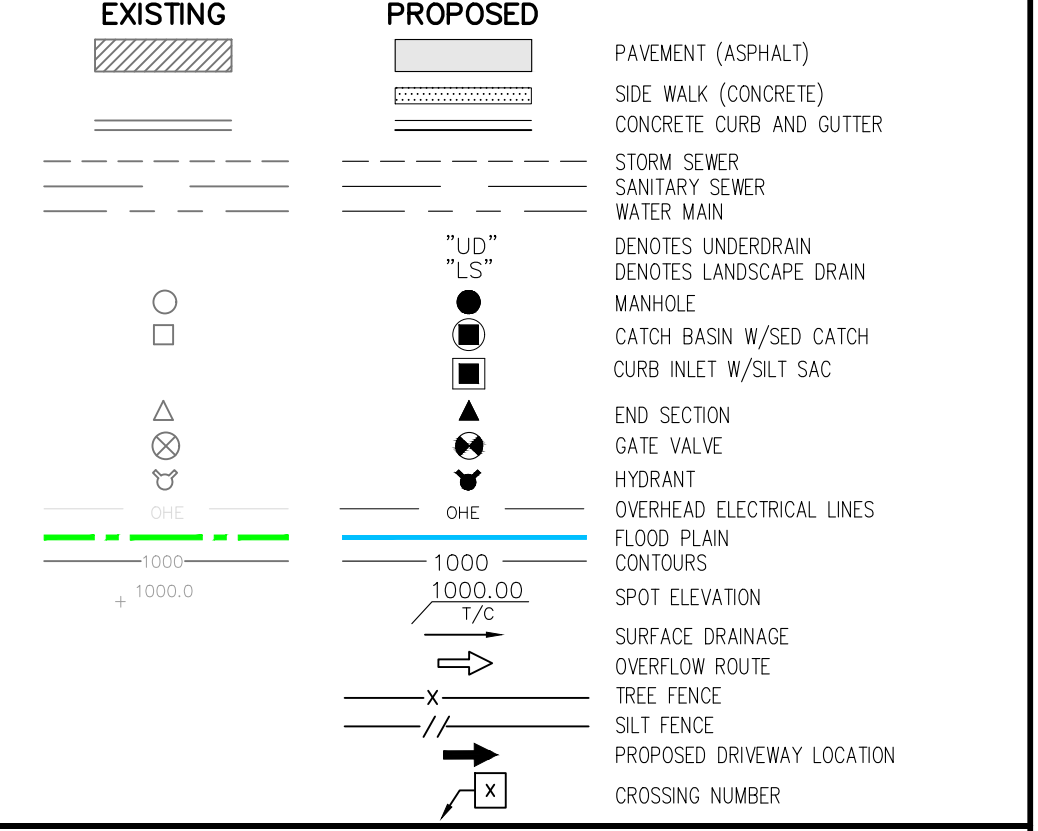 EXISTING PROPOSED
PAVEMENT (ASPHALT)
SIDE WALK (CONCRETE)
CONCRETE CURB AND GUTTER
STORM SEWER
SANITARY SEWER
WATER MAIN
"UD" DENOTES UNDERDRAIN
"LS" DENOTES LANDSCAPE DRAIN
MANHOLE
CATCH BASIN W/SED CATCH
CURB INLET W/SILT SAC
END SECTION
GATE VALVE
HYDRANT
OHE OHE OVERHEAD ELECTRICAL LINES
FLOOD PLAIN
1000 1000 CONTOURS
1000.0 1000.00 SPOT ELEVATION
T/C
SURFACE DRAINAGE
OVERFLOW ROUTE
X TREE FENCE
// SILT FENCE
PROPOSED DRIVEWAY LOCATION
X CROSSING NUMBER